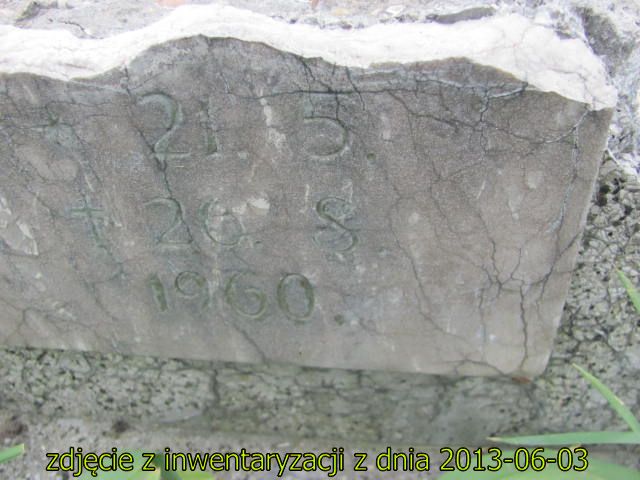 * 21. 5.
† 26. 8.
1960.
zdjęcie z inwentaryzacji z dnia 2013-06-03